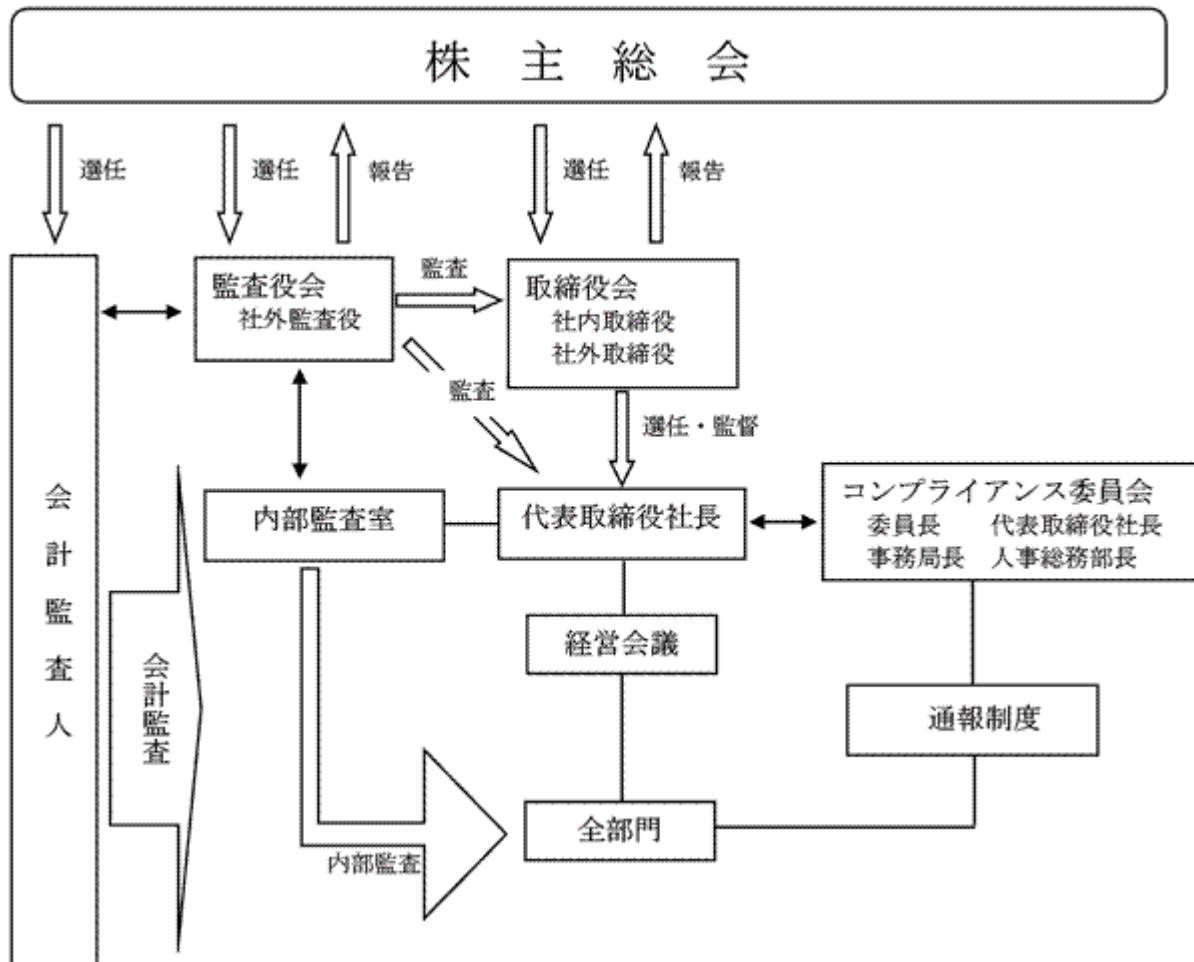 株主総会
選任
選任
報告
選任
報告
監査役会
社外監査役
監査
取締役会
社内取締役
社外取締役
監査
選任・監督
会計監査人
会計監査
内部監査室
代表取締役社長
コンプライアンス委員会
委員長 代表取締役社長
事務局長 人事総務部長
経営会議
通報制度
全部門
内部監査